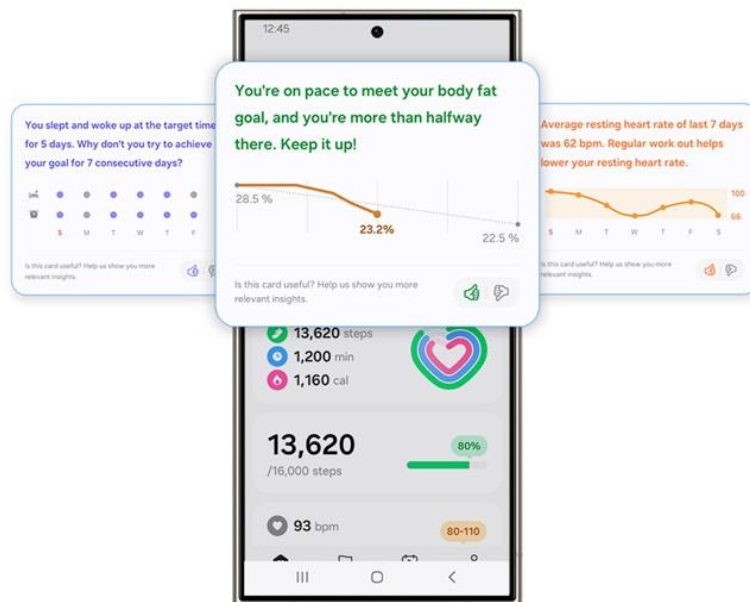 12:45
You're on pace to meet your body fat
goal, and you're more than halfway
there. Keep it up!
28.5 %
23.2%
22.5 %
Is this card useful? Help us show you more
relevant insights.
You slept and woke up at the target time
for 5 days. Why don't you try to achieve
your goal for 7 consecutive days?
S M T W T F
Is this card useful? Help us show you more
relevant insights.
Average resting heart rate of last 7 days
was 62 bpm. Regular work out helps
lower your resting heart rate.
100
66
S M T W T F S
Is this card useful? Help us show you more
relevant insights.
13,620 steps
1,200 min
1,160 cal
13,620
/16,000 steps
80%
93 bpm
80-110